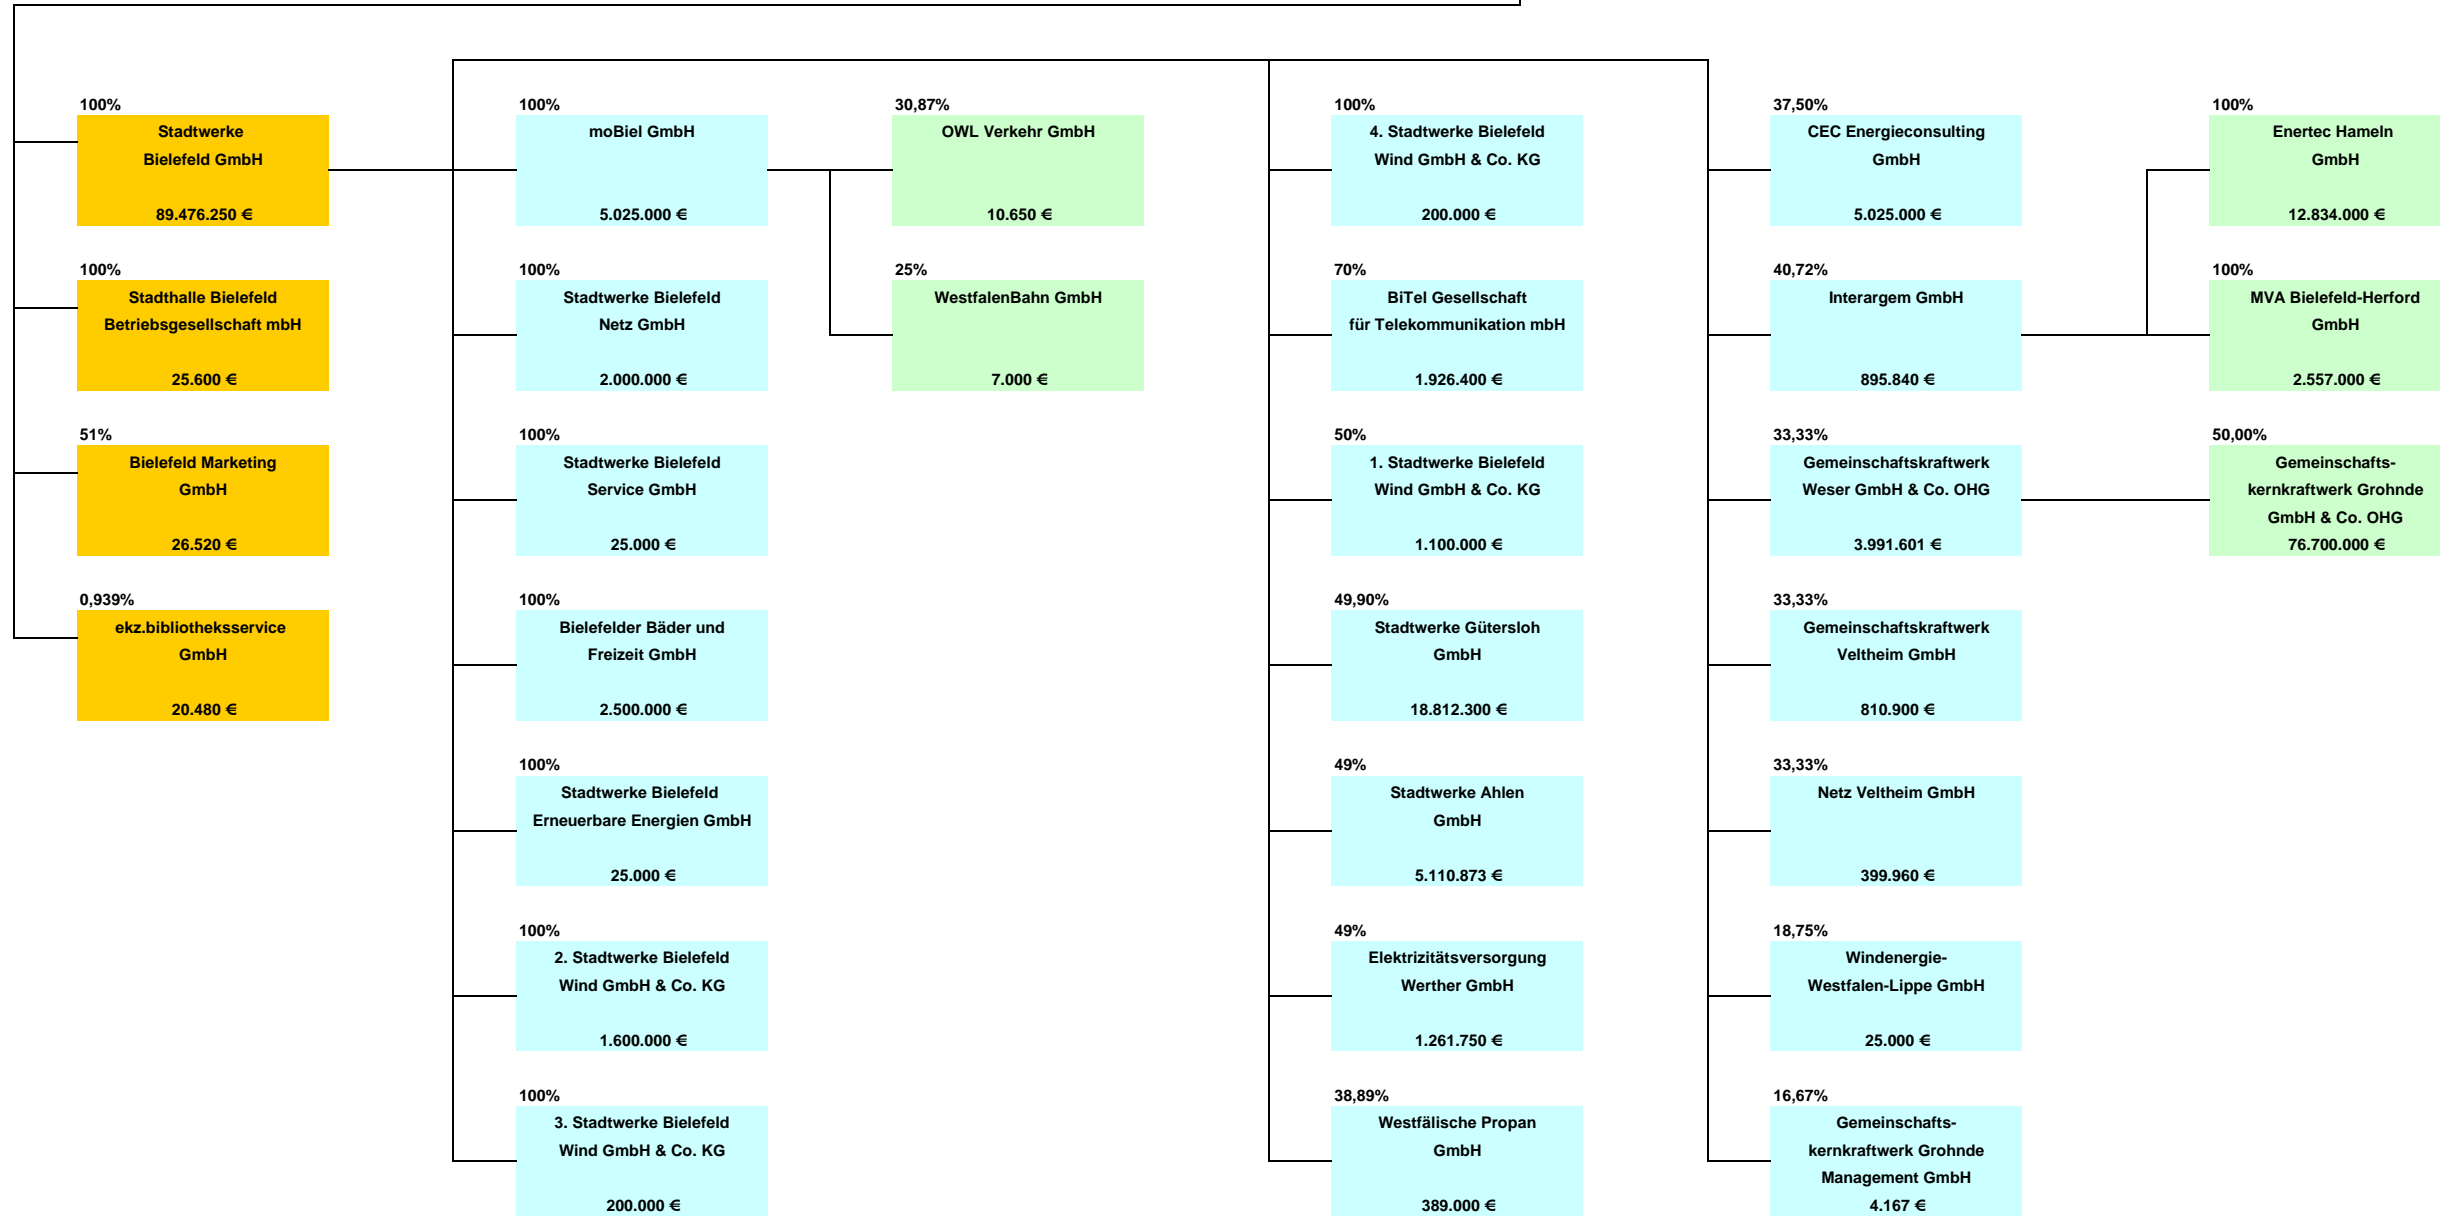 100%
Stadtwerke
Bielefeld GmbH
89.476.250 €
100%
Stadthalle Bielefeld
Betriebsgesellschaft mbH
25.600 €
51%
Bielefeld Marketing
GmbH
26.520 €
0,939%
ekz.bibliotheksservice
GmbH
20.480 €
100%
moBiel GmbH
5.025.000 €
100%
Stadtwerke Bielefeld
Netz GmbH
2.000.000 €
100%
Stadtwerke Bielefeld
Service GmbH
25.000 €
100%
Bielefelder Bäder und
Freizeit GmbH
2.500.000 €
100%
Stadtwerke Bielefeld
Erneuerbare Energien GmbH
25.000 €
100%
2. Stadtwerke Bielefeld
Wind GmbH & Co. KG
1.600.000 €
100%
3. Stadtwerke Bielefeld
Wind GmbH & Co. KG
200.000 €
30,87%
OWL Verkehr GmbH
10.650 €
25%
WestfalenBahn GmbH
7.000 €
100%
4. Stadtwerke Bielefeld
Wind GmbH & Co. KG
200.000 €
70%
BiTel Gesellschaft
für Telekommunikation mbH
1.926.400 €
50%
1. Stadtwerke Bielefeld
Wind GmbH & Co. KG
1.100.000 €
49,90%
Stadtwerke Gütersloh
GmbH
18.812.300 €
49%
Stadtwerke Ahlen
GmbH
5.110.873 €
49%
Elektrizitätsversorgung
Werther GmbH
1.261.750 €
38,89%
Westfälische Propan
GmbH
389.000 €
37,50%
CEC Energieconsulting
GmbH
5.025.000 €
40,72%
Interargem GmbH
895.840 €
33,33%
Gemeinschaftskraftwerk
Weser GmbH & Co. OHG
3.991.601 €
33,33%
Gemeinschaftskraftwerk
Veltheim GmbH
810.900 €
33,33%
Netz Veltheim GmbH
399.960 €
18,75%
Windenergie-
Westfalen-Lippe GmbH
25.000 €
16,67%
Gemeinschafts-
kernkraftwerk Grohnde
Management GmbH
4.167 €
100%
Enertec Hameln
GmbH
12.834.000 €
100%
MVA Bielefeld-Herford
GmbH
2.557.000 €
50,00%
Gemeinschafts-
kernkraftwerk Grohnde
GmbH & Co. OHG
76.700.000 €